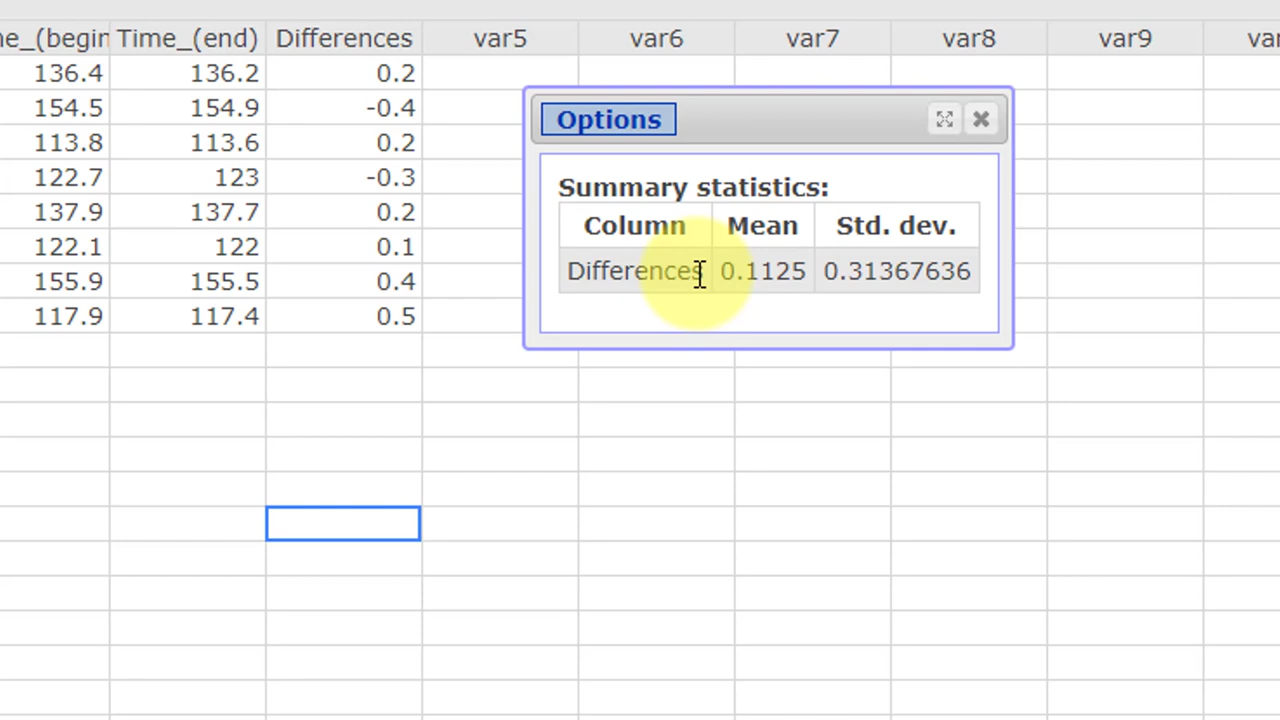 me_(begin Time_(end) Differences var5 var6 var7 var8 var9 var
136.4 136.2 0.2
154.5 154.9 -0.4
113.8 113.6 0.2
122.7 123 -0.3
137.9 137.7 0.2
122.1 122 0.1
155.9 155.5 0.4
117.9 117.4 0.5
Options
Summary statistics:
Column Mean Std. dev.
Differences 0.1125 0.31367636